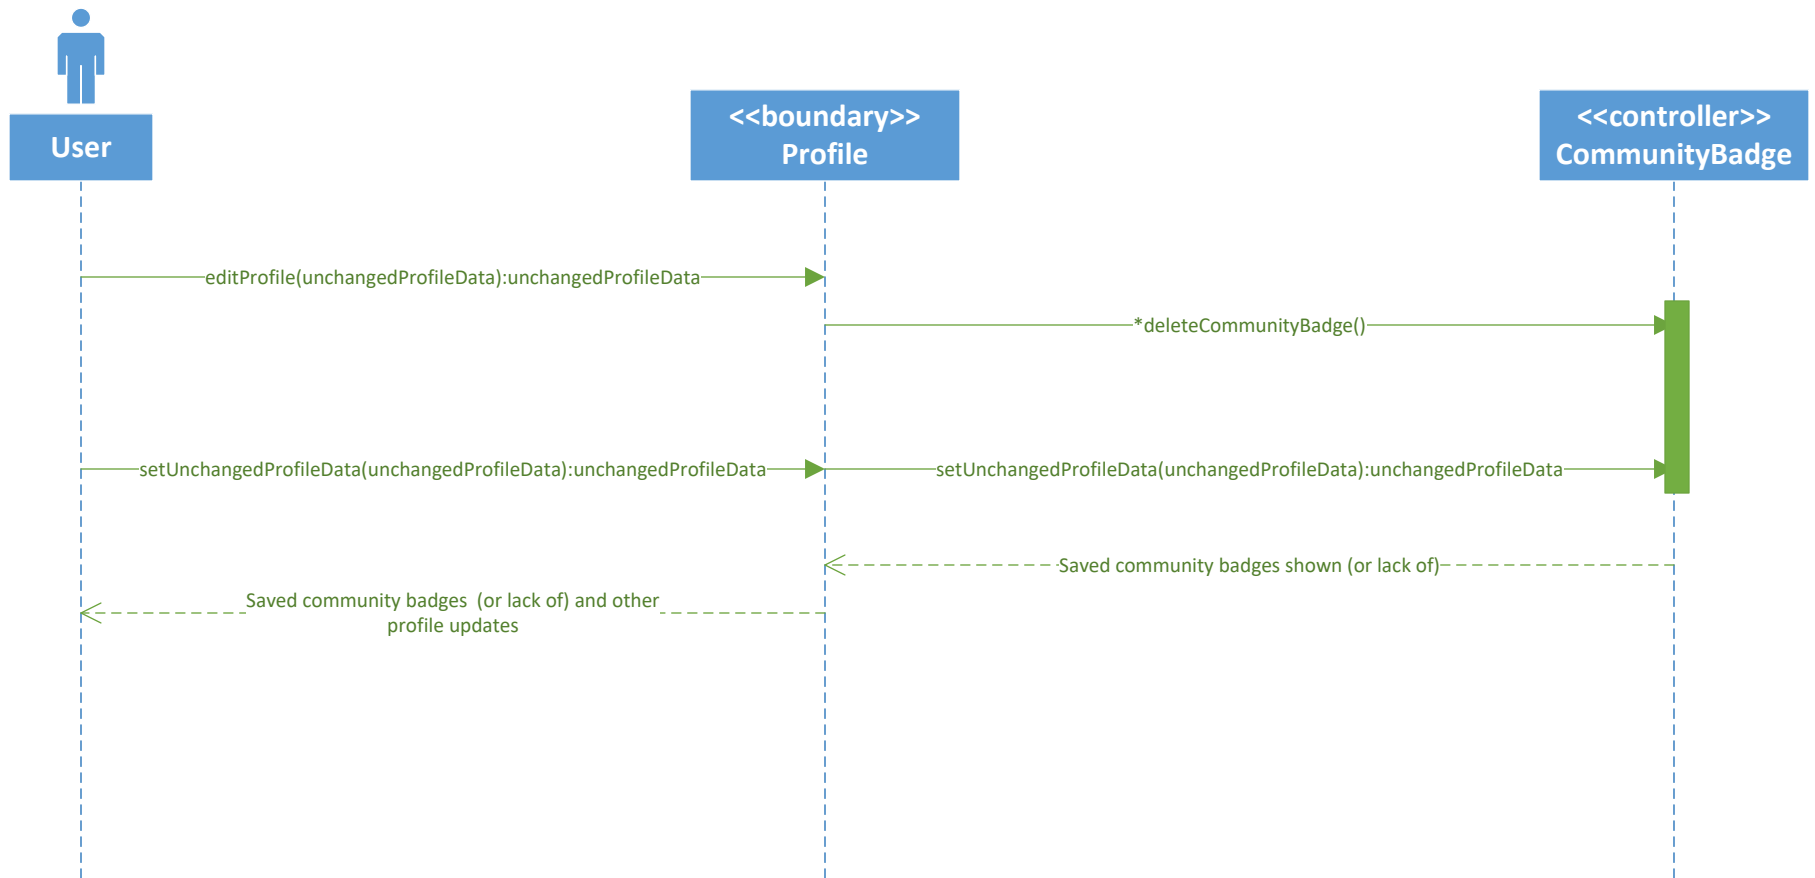 User
<<boundary>>
Profile
<<controller>>
CommunityBadge
editProfile(unchangedProfileData):unchangedProfileData
*deleteCommunityBadge()
setUnchangedProfileData(unchangedProfileData):unchangedProfileData
setUnchangedProfileData(unchangedProfileData):unchangedProfileData
Saved community badges shown (or lack of)
Saved community badges  (or lack of) and other
profile updates